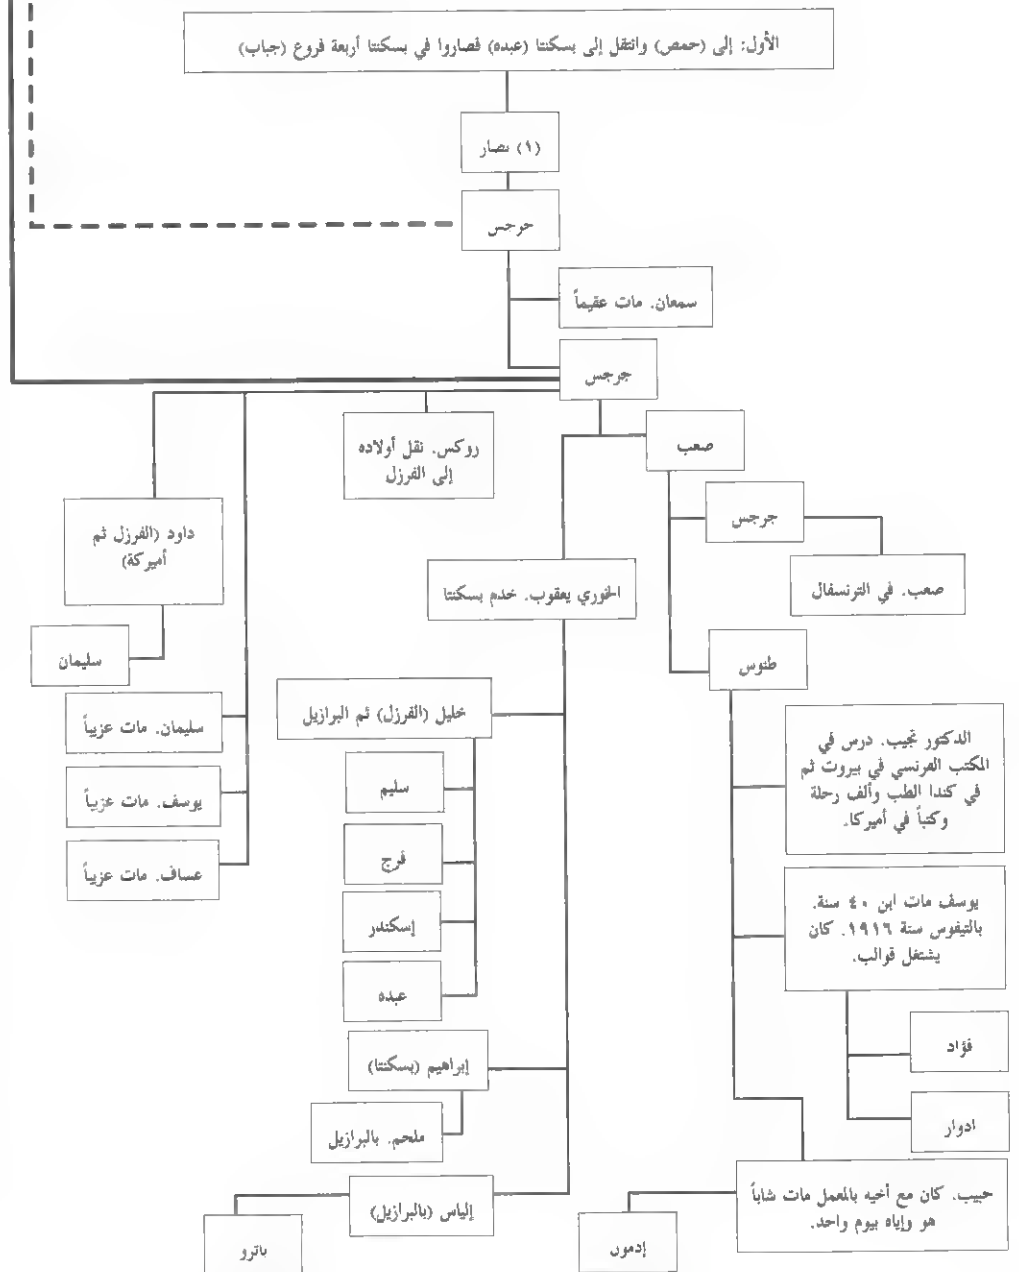 الأول: إلى (حمص) وانتقل إلى بسكنتا (عبده) فصاروا في بسكنتا أربعة فروع (جباب)
(١) نصار
جرجس
سمعان. مات عقيماً
جرجس
صعب
روكس. نقل أولاده
إلى الفرزل
جرجس
داود (الفرزل ثم
أميركة)
صعب. في الترنسفال
الخوري يعقوب. خدم بسكنتا
طنوس
سليمان
خليل (الفرزل) ثم البرازيل
سليمان. مات عزيباً
الدكتور نجيب. درس في
المكتب الفرنسي في بيروت ثم
في كندا الطب وألف رحلة
وكتباً في أميركا.
سليم
يوسف. مات عزيباً
فرج
عساف. مات عزيباً
يوسف مات ابن ٤٠ سنة.
بالتيفوس سنة ١٩١٦. كان
يشتغل قوالب.
إسكندر
عبده
فؤاد
إبراهيم (بسكنتا)
ادوار
ملحم. بالبرازيل
حبيب. كان مع أخيه بالمعمل مات شاباً
هو وإياه بيوم واحد.
إلياس (بالبرازيل)
إدمون
باترو